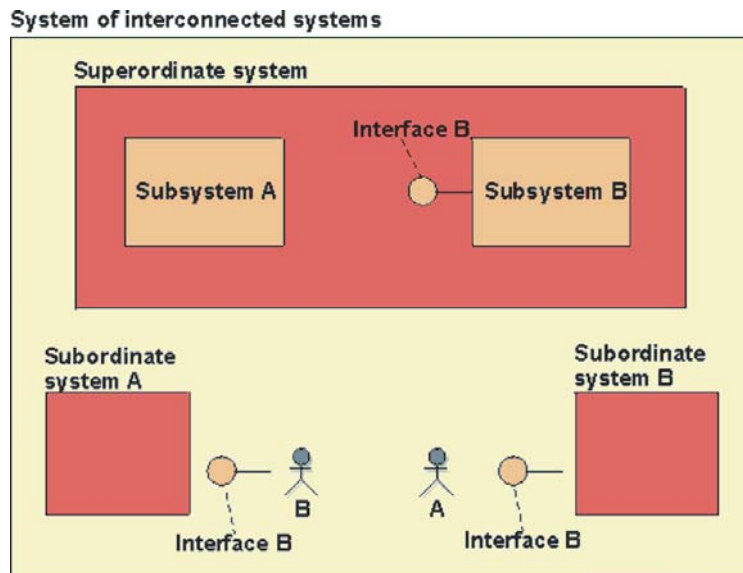 System of interconnected systems
Superordinate system
Interface B
Subsystem A
Subsystem B
Subordinate
system A
Subordinate
system B
B
A
Interface B
Interface B